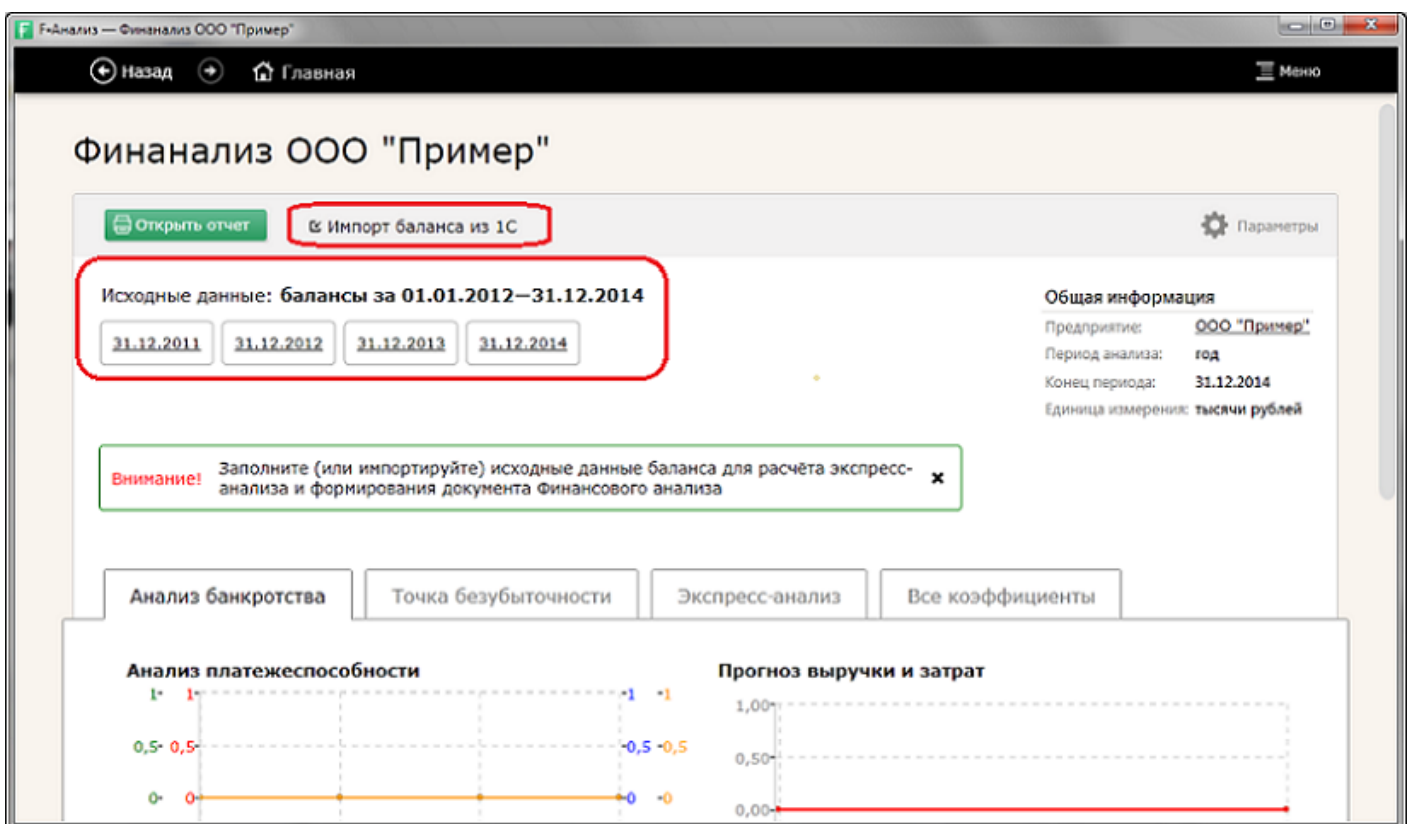 F-Анализ — Финанализ ООО "Пример"
Назад Главная Меню
Финанализ ООО "Пример"
Открыть отчет Импорт баланса из 1С Параметры
Исходные данные: балансы за 01.01.2012—31.12.2014
31.12.2011 31.12.2012 31.12.2013 31.12.2014
Общая информация
Предприятие: ООО "Пример"
Период анализа: год
Конец периода: 31.12.2014
Единица измерения: тысячи рублей
Внимание! Заполните (или импортируйте) исходные данные баланса для расчёта экспресс-
анализа и формирования документа Финансового анализа
Анализ банкротства Точка безубыточности Экспресс-анализ Все коэффициенты
Анализ платежеспособности
1 1 1 1
0,5 0,5 0,5 0,5
0 0 0 0
Прогноз выручки и затрат
1,00
0,50
0,00